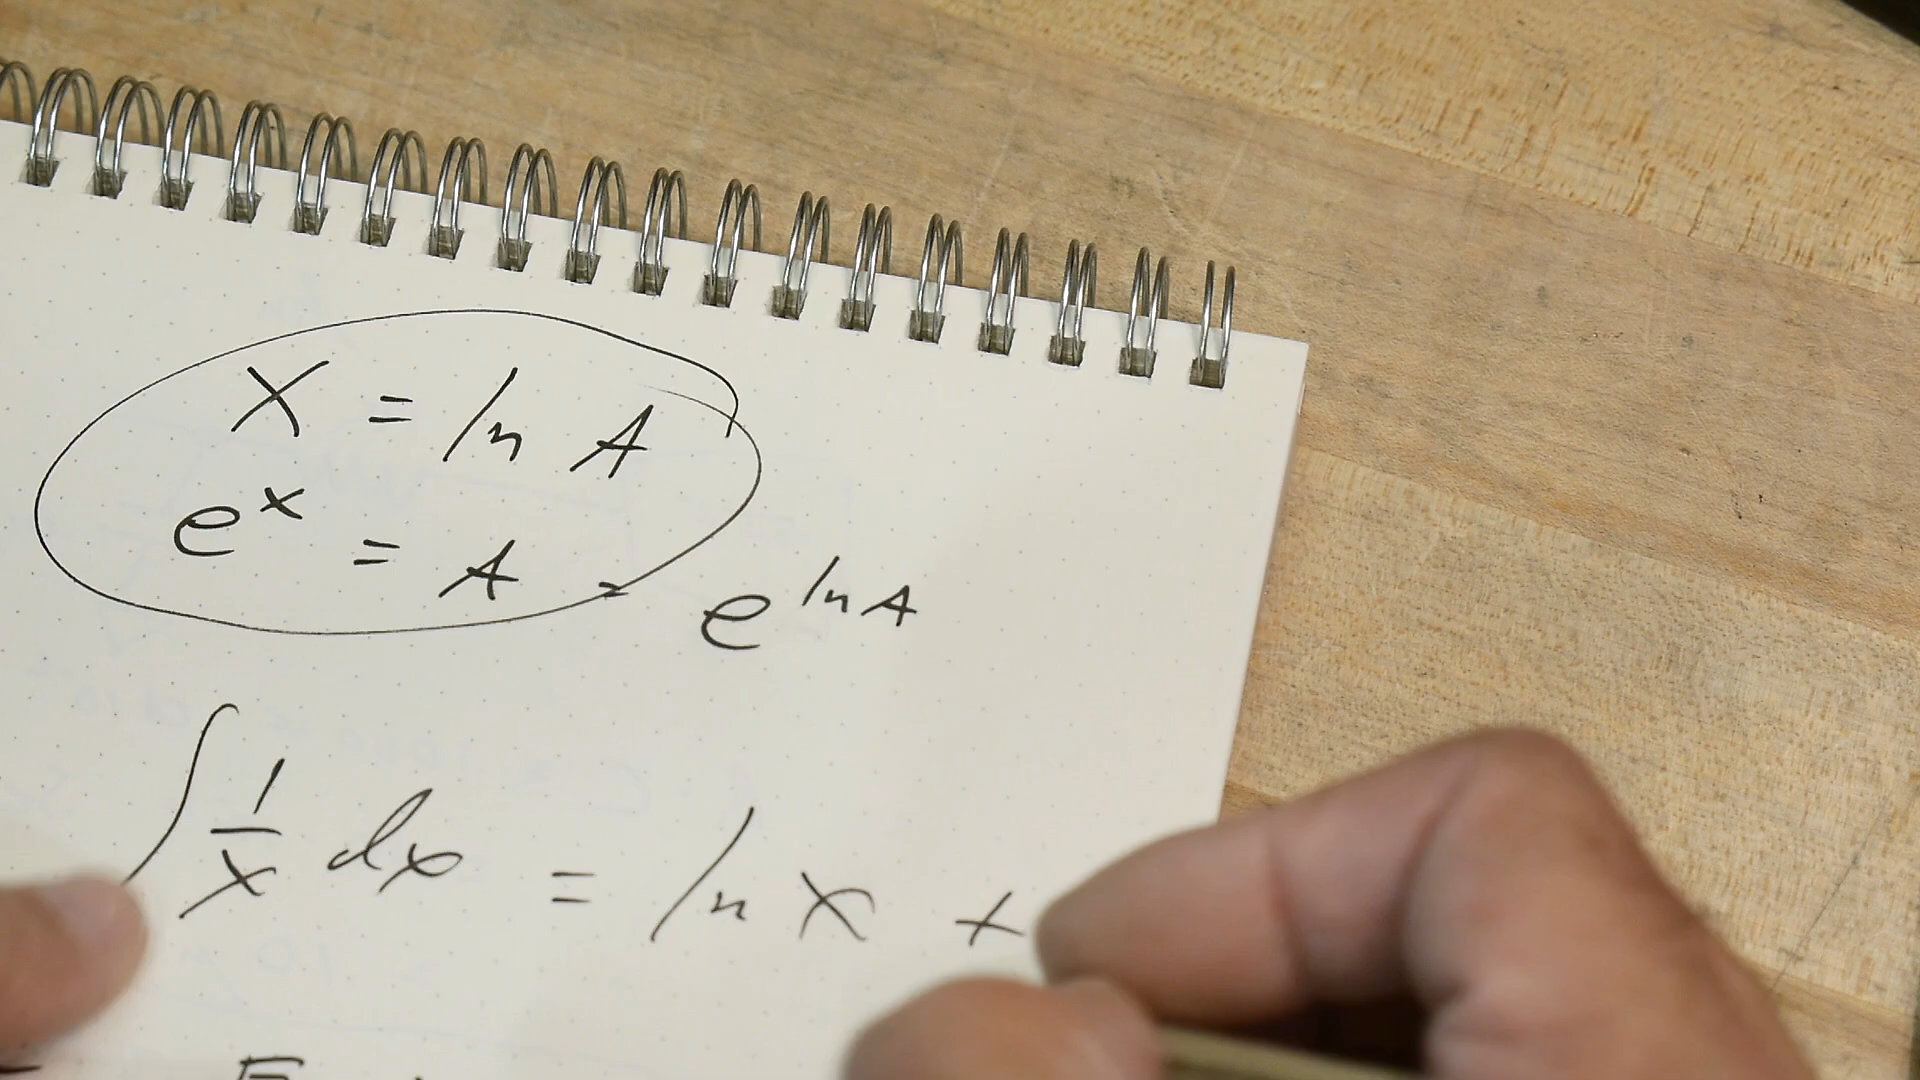 X = ln A
e^x = A = e^ln A
∫ 1/x dx = ln X +